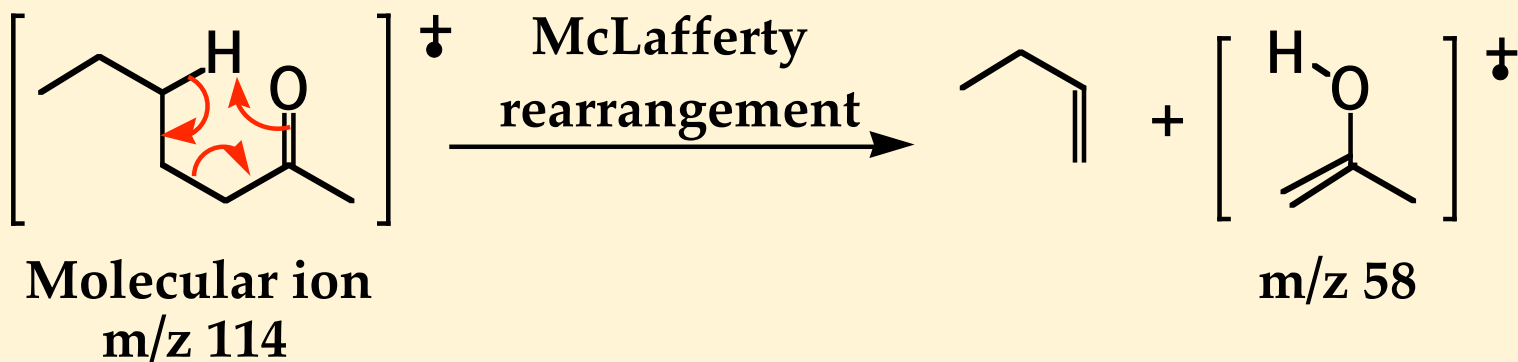 H
O
+
•
McLafferty
rearrangement
+
H
O
+
•
Molecular ion
m/z 114
m/z 58